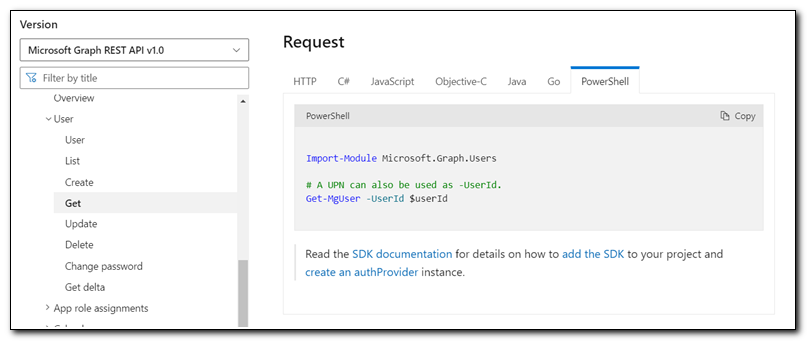 Version
Microsoft Graph REST API v1.0
Filter by title
Overview
User
User
List
Create
Get
Update
Delete
Change password
Get delta
App role assignments
Request
HTTP C# JavaScript Objective-C Java Go PowerShell
PowerShell Copy
Import-Module Microsoft.Graph.Users
# A UPN can also be used as -UserId.
Get-MgUser -UserId $userId
Read the SDK documentation for details on how to add the SDK to your project and
create an authProvider instance.